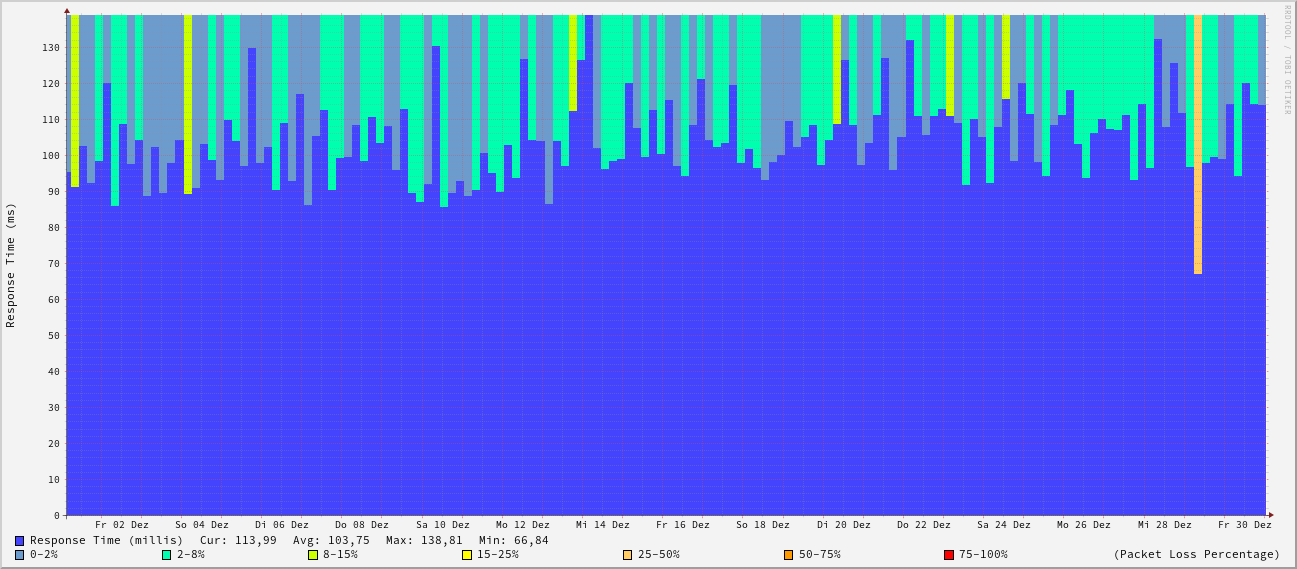 RRDTOOL / TOBI OETIKER
Response Time (ms)
130
120
110
100
90
80
70
60
50
40
30
20
10
0
Fr 02 Dez So 04 Dez Di 06 Dez Do 08 Dez Sa 10 Dez Mo 12 Dez Mi 14 Dez Fr 16 Dez So 18 Dez Di 20 Dez Do 22 Dez Sa 24 Dez Mo 26 Dez Mi 28 Dez Fr 30 Dez
Response Time (millis) Cur: 113,99 Avg: 103,75 Max: 138,81 Min: 66,84
0-2% 2-8% 8-15% 15-25% 25-50% 50-75% 75-100% (Packet Loss Percentage)